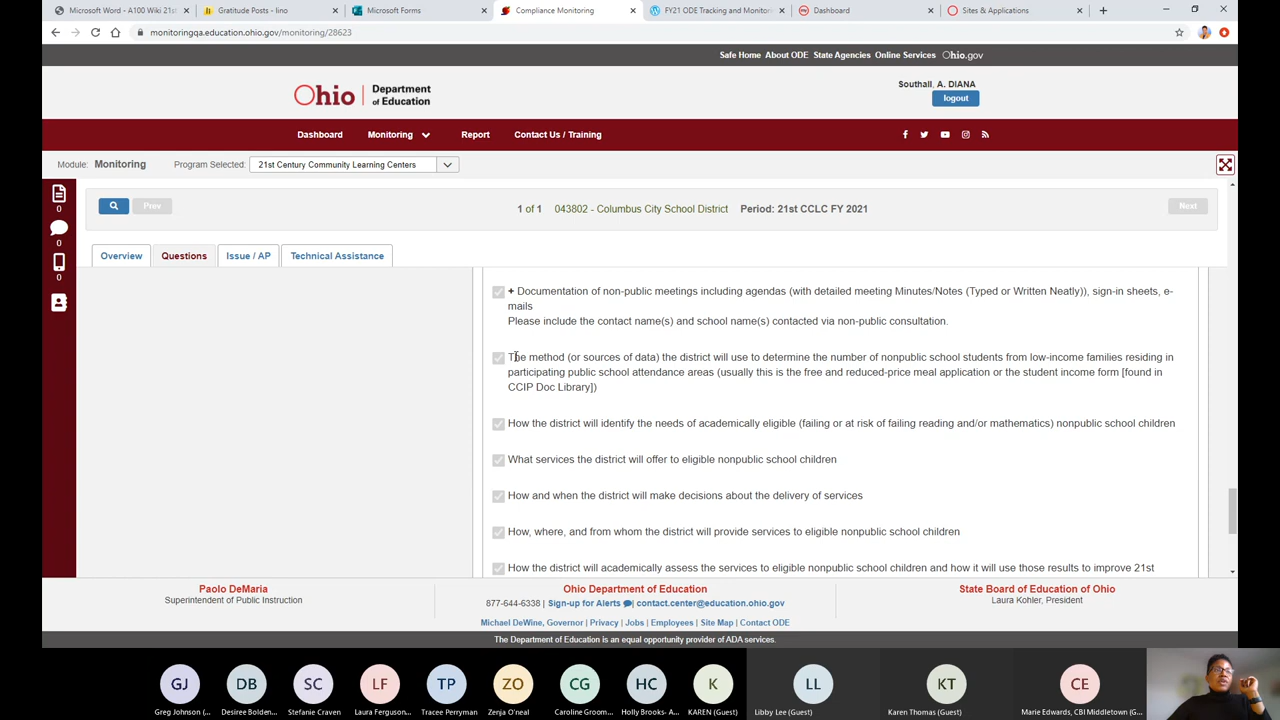 Microsoft Word - A100 Wiki 21st
Gratitude Posts - lino
Microsoft Forms
Compliance Monitoring
FY21 ODE Tracking and Monitori
Dashboard
Sites & Applications
monitoringqa.education.ohio.gov/monitoring/28623
Safe Home About ODE State Agencies Online Services Ohio.gov
Ohio Department of Education
Southall, A. DIANA
logout
Dashboard Monitoring Report Contact Us / Training
Module: Monitoring Program Selected: 21st Century Community Learning Centers
0
0
0
Prev
1 of 1 043802 - Columbus City School District Period: 21st CCLC FY 2021
Next
Overview Questions Issue / AP Technical Assistance
+ Documentation of non-public meetings including agendas (with detailed meeting Minutes/Notes (Typed or Written Neatly)), sign-in sheets, e-
mails
Please include the contact name(s) and school name(s) contacted via non-public consultation.
The method (or sources of data) the district will use to determine the number of nonpublic school students from low-income families residing in
participating public school attendance areas (usually this is the free and reduced-price meal application or the student income form [found in
CCIP Doc Library])
How the district will identify the needs of academically eligible (failing or at risk of failing reading and/or mathematics) nonpublic school children
What services the district will offer to eligible nonpublic school children
How and when the district will make decisions about the delivery of services
How, where, and from whom the district will provide services to eligible nonpublic school children
How the district will academically assess the services to eligible nonpublic school children and how it will use those results to improve 21st
Paolo DeMaria
Superintendent of Public Instruction
Ohio Department of Education
877-644-6338 | Sign-up for Alerts | contact.center@education.ohio.gov
State Board of Education of Ohio
Laura Kohler, President
Michael DeWine, Governor | Privacy | Jobs | Employees | Site Map | Contact ODE
The Department of Education is an equal opportunity provider of ADA services.
GJ DB SC LF TP ZO CG HC K LL KT CE
Greg Johnson (...
Desiree Bolden...
Stefanie Craven
Laura Ferguson...
Tracee Perryman
Zenja O'neal
Caroline Groom...
Holly Brooks- A...
KAREN (Guest)
Libby Lee (Guest)
Karen Thomas (Guest)
Marie Edwards, CBI Middletown (G...